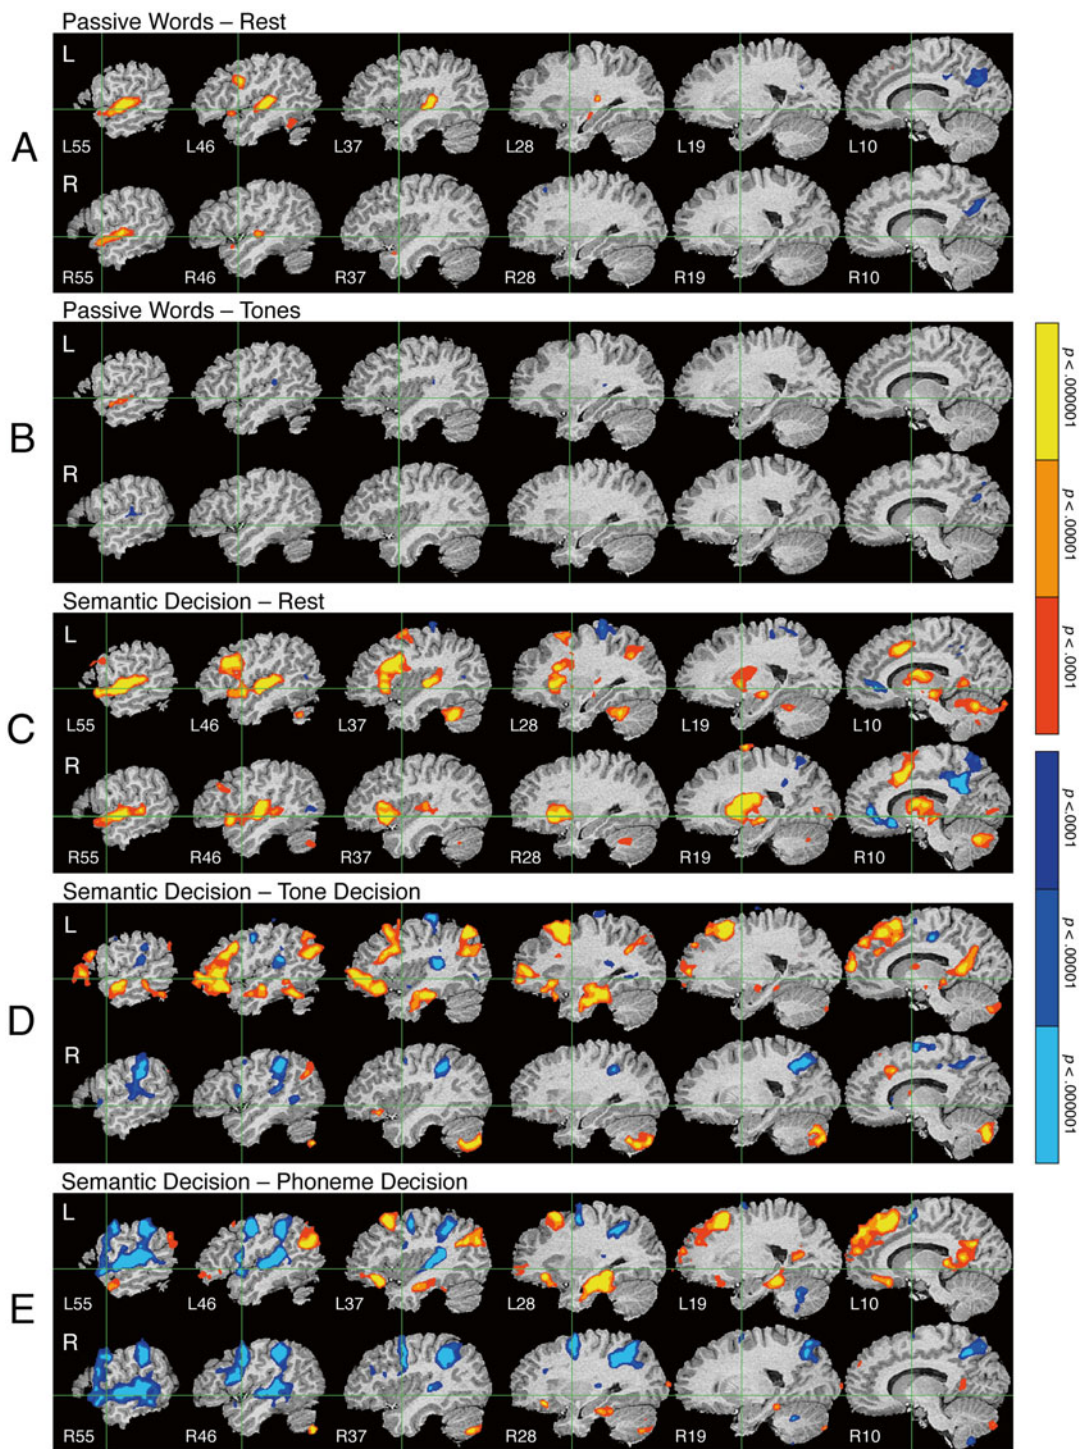 Passive Words – Rest
L
A
L55 L46 L37 L28 L19 L10
R
R55 R46 R37 R28 R19 R10
Passive Words – Tones
L
B
R
Semantic Decision – Rest
L
L55 L46 L37 L28 L19 L10
C
R
R55 R46 R37 R28 R19 R10
Semantic Decision – Tone Decision
L
D
R
Semantic Decision – Phoneme Decision
L
E
L55 L46 L37 L28 L19 L10
R
R55 R46 R37 R28 R19 R10
p < .000001
p < .00001
p < .0001
p <.0001
p < .00001
p < .000001